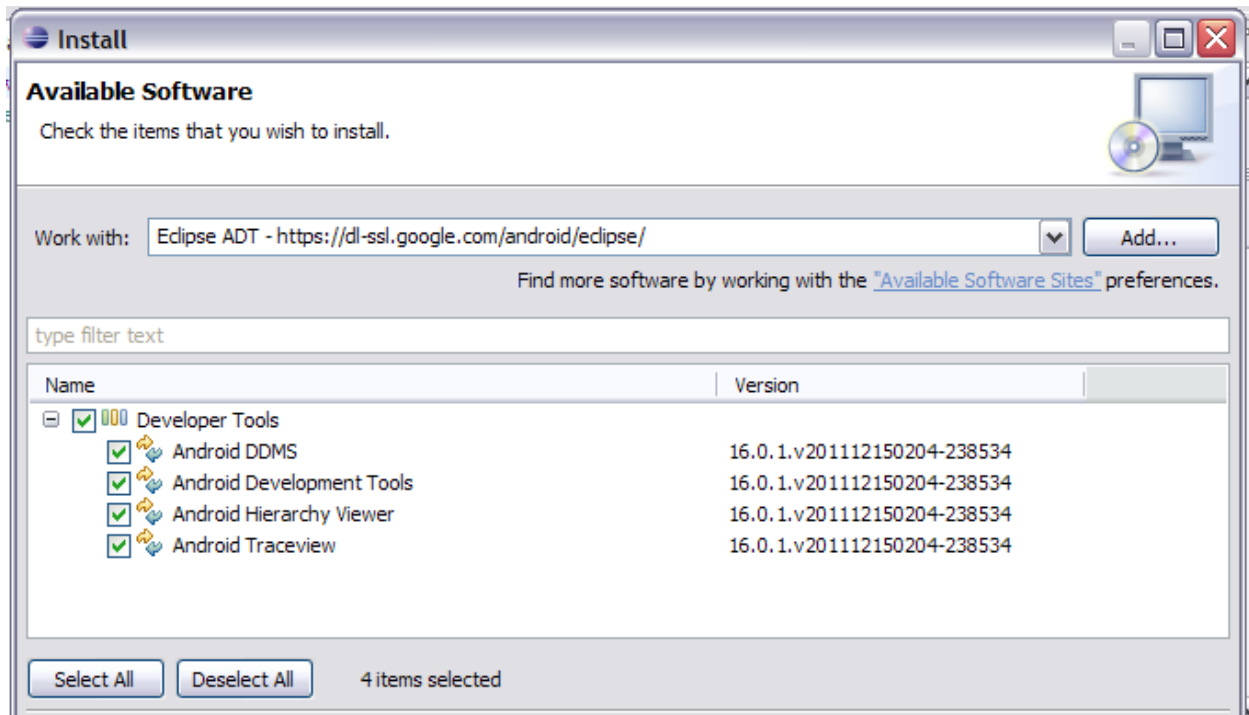 Install
Available Software
Check the items that you wish to install.
Work with: Eclipse ADT - https://dl-ssl.google.com/android/eclipse/ Add...
Find more software by working with the "Available Software Sites" preferences.
type filter text
Name Version
Developer Tools
Android DDMS 16.0.1.v201112150204-238534
Android Development Tools 16.0.1.v201112150204-238534
Android Hierarchy Viewer 16.0.1.v201112150204-238534
Android Traceview 16.0.1.v201112150204-238534
Select All Deselect All 4 items selected